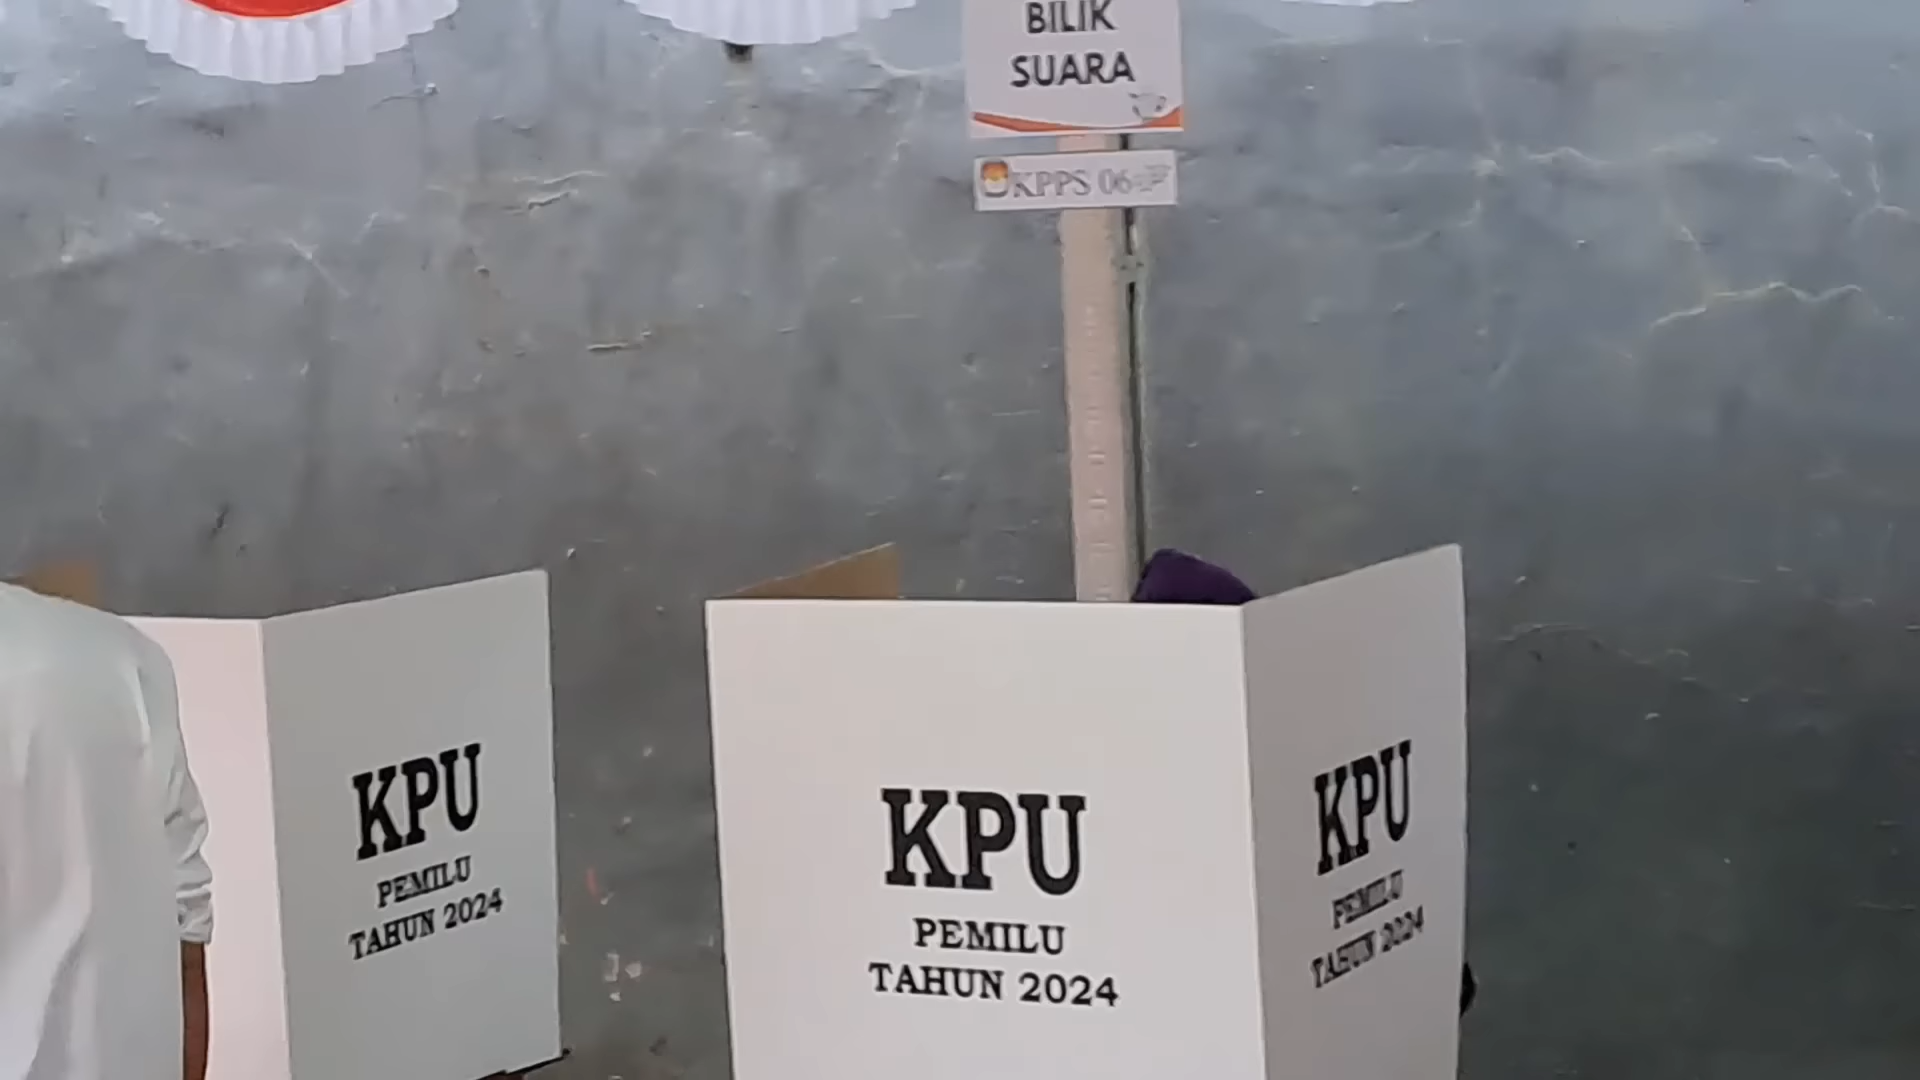 BILIK
SUARA
KPPS 06
KPU
PEMILU
TAHUN 2024
KPU
PEMILU
TAHUN 2024
KPU
PEMILU
TAHUN 2024